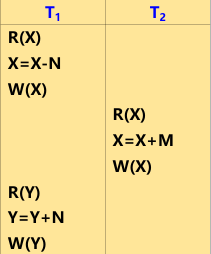 T₁ T₂
R(X)
X=X-N
W(X)
R(X)
X=X+M
W(X)
R(Y)
Y=Y+N
W(Y)